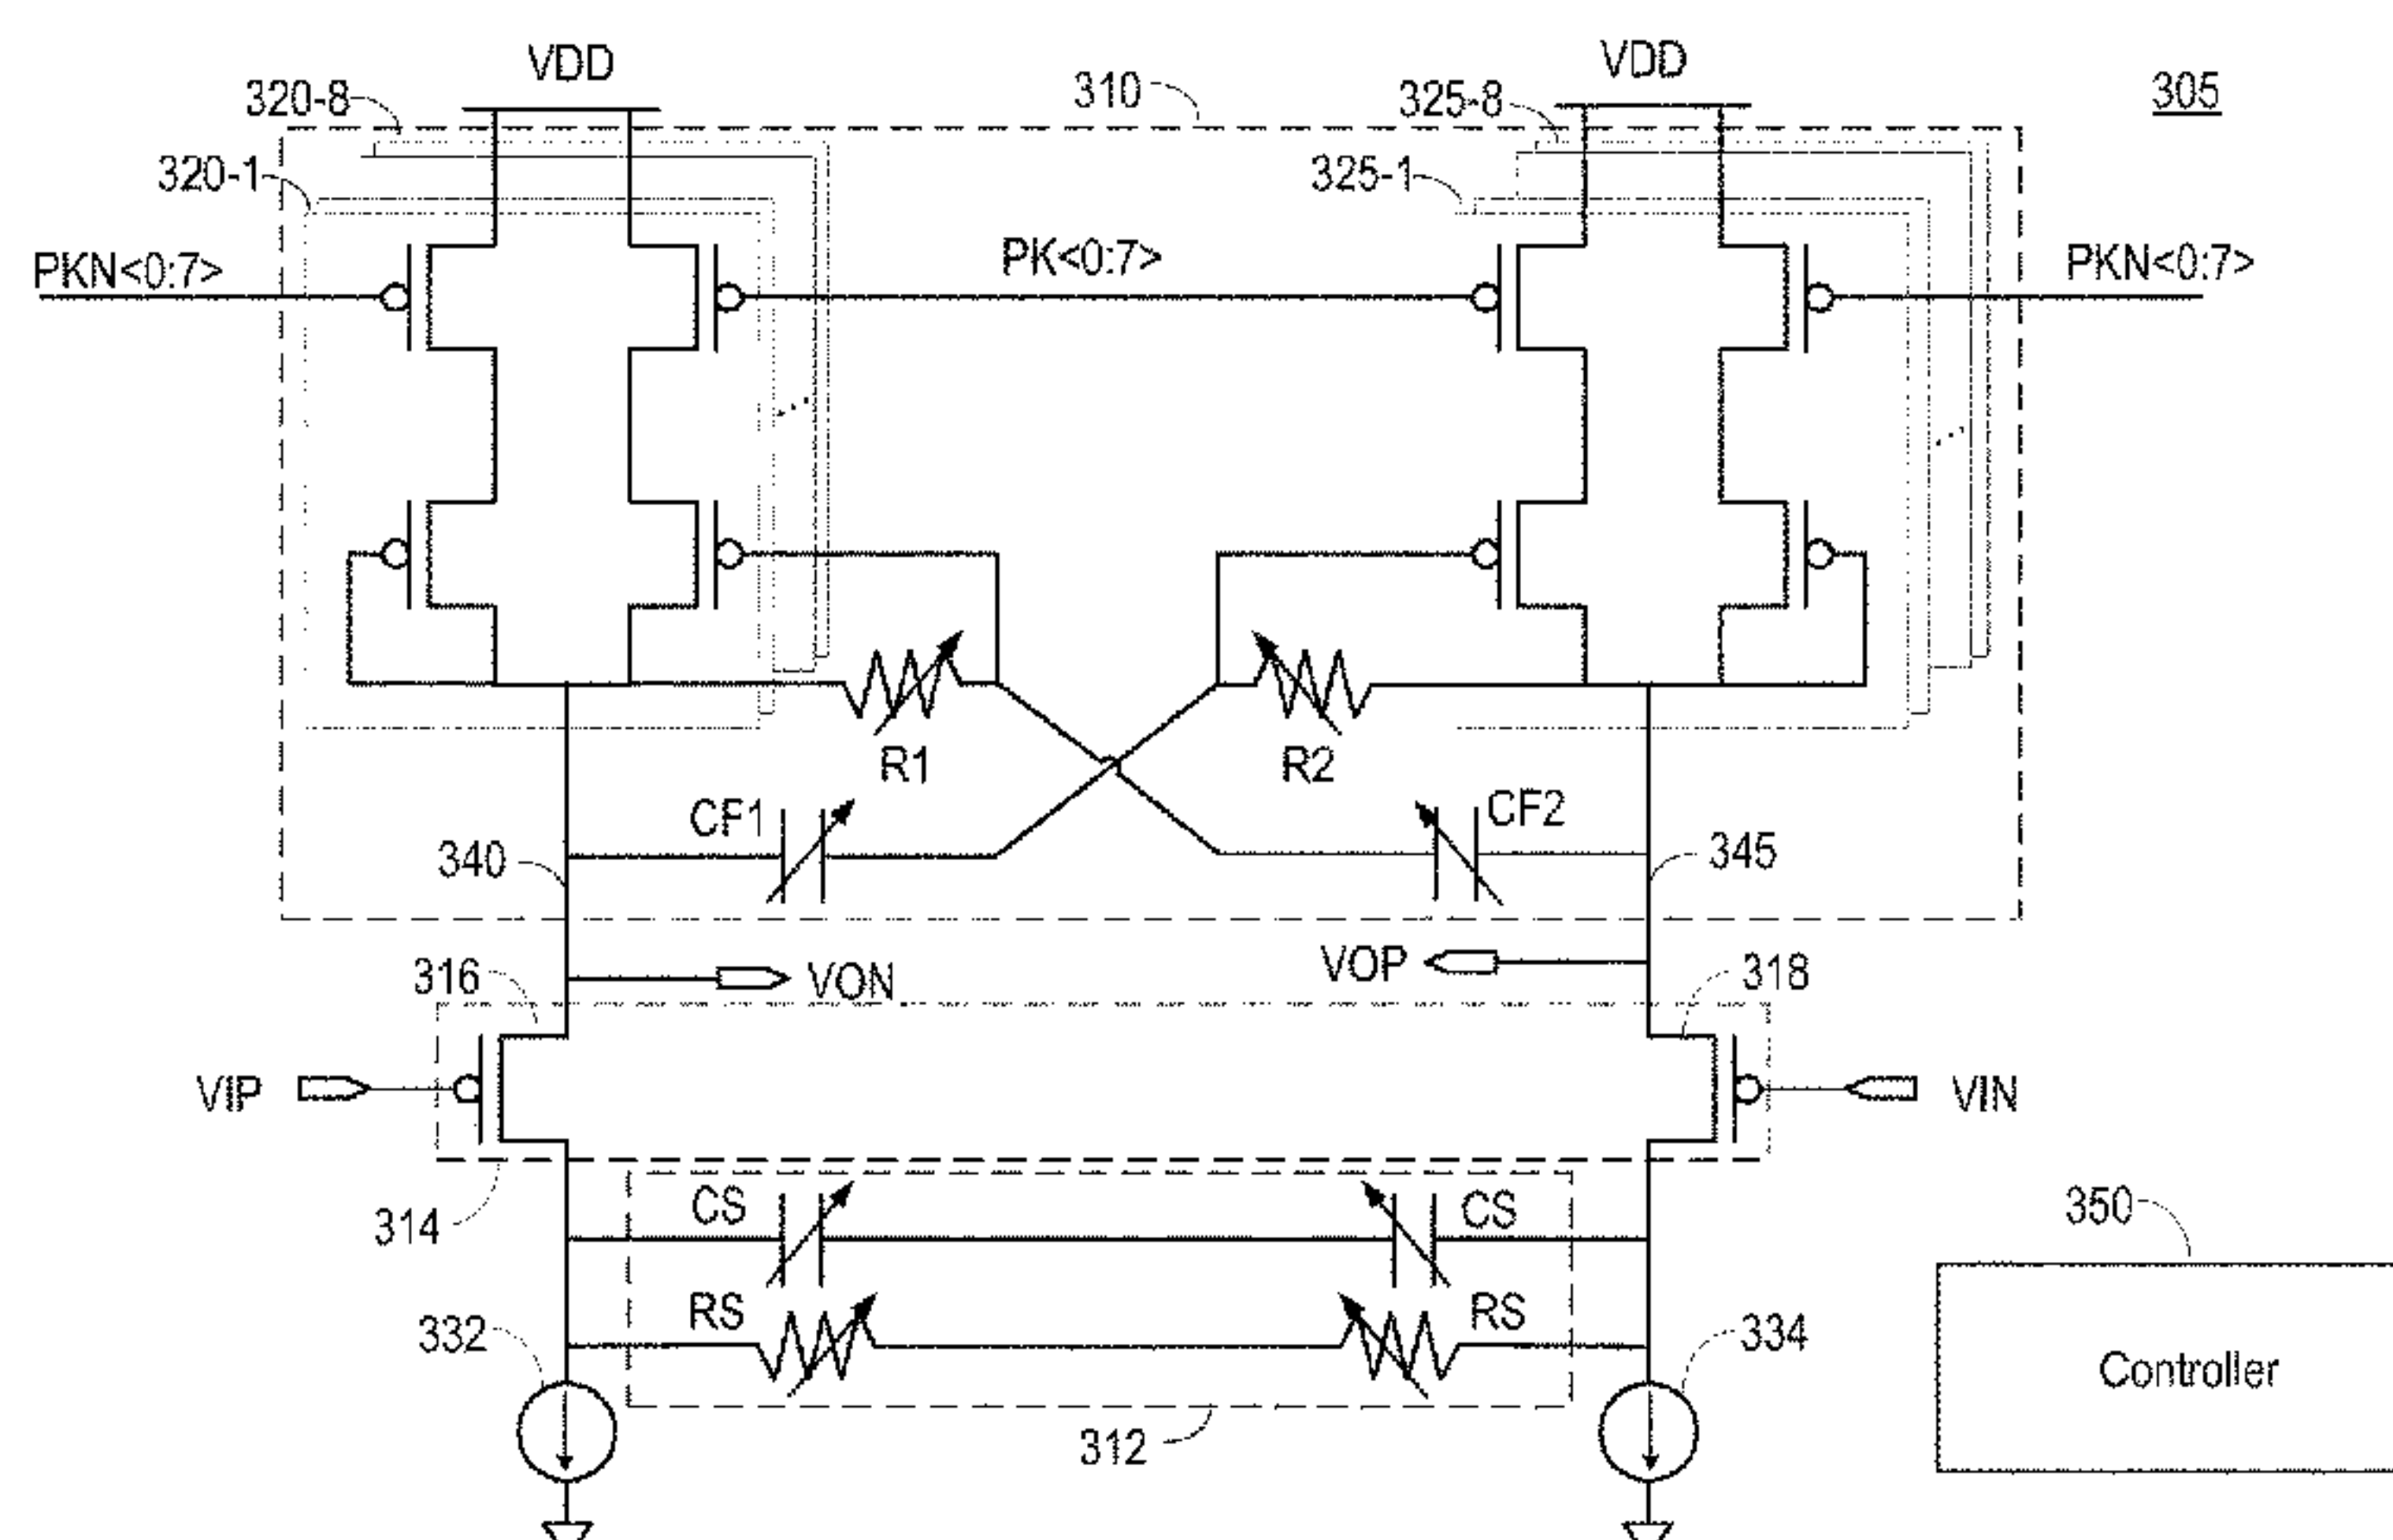 VDD
VDD
320-8
310
325-8
305
320-1
325-1
PKN<0:7>
PK<0:7>
PKN<0:7>
R1
R2
CF1
CF2
340
345
316
VON
VOP
318
VIP
VIN
314
CS
CS
350
RS
RS
332
334
312
Controller